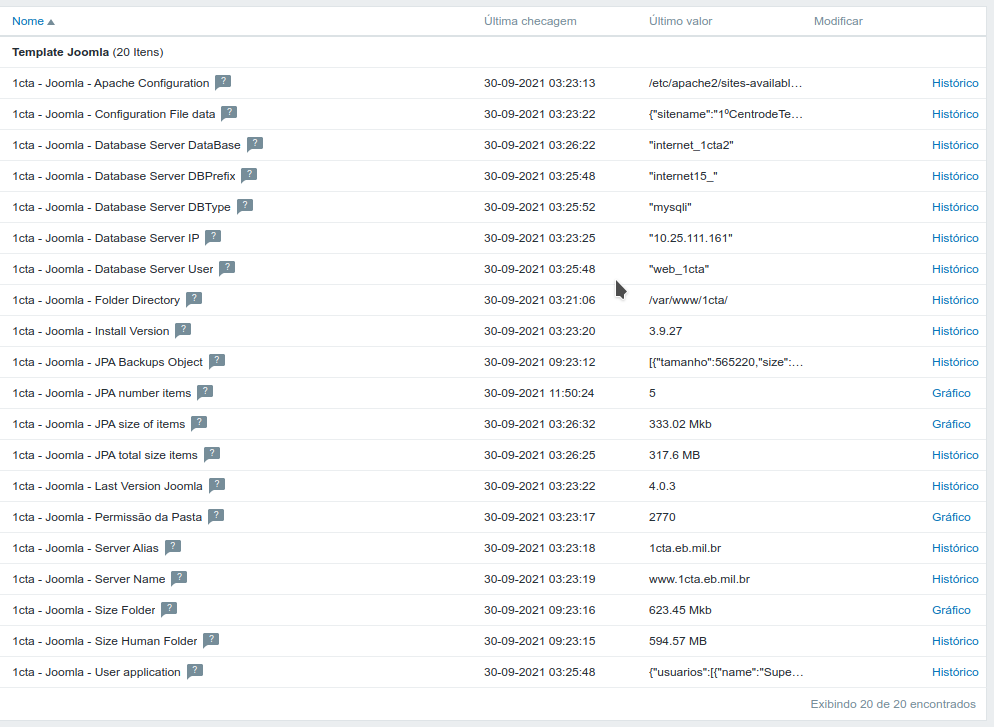 Nome ▲ Última checagem Último valor Modificar
Template Joomla (20 Itens)
1cta - Joomla - Apache Configuration ? 30-09-2021 03:23:13 /etc/apache2/sites-availabl… Histórico
1cta - Joomla - Configuration File data ? 30-09-2021 03:23:22 {"sitename":"1ºCentrodeTe… Histórico
1cta - Joomla - Database Server DataBase ? 30-09-2021 03:26:22 "internet_1cta2" Histórico
1cta - Joomla - Database Server DBPrefix ? 30-09-2021 03:25:48 "internet15_" Histórico
1cta - Joomla - Database Server DBType ? 30-09-2021 03:25:52 "mysqli" Histórico
1cta - Joomla - Database Server IP ? 30-09-2021 03:23:25 "10.25.111.161" Histórico
1cta - Joomla - Database Server User ? 30-09-2021 03:25:48 "web_1cta" Histórico
1cta - Joomla - Folder Directory ? 30-09-2021 03:21:06 /var/www/1cta/ Histórico
1cta - Joomla - Install Version ? 30-09-2021 03:23:20 3.9.27 Histórico
1cta - Joomla - JPA Backups Object ? 30-09-2021 09:23:12 [{"tamanho":565220,"size":… Histórico
1cta - Joomla - JPA number items ? 30-09-2021 11:50:24 5 Gráfico
1cta - Joomla - JPA size of items ? 30-09-2021 03:26:32 333.02 Mkb Gráfico
1cta - Joomla - JPA total size items ? 30-09-2021 03:26:25 317.6 MB Histórico
1cta - Joomla - Last Version Joomla ? 30-09-2021 03:23:22 4.0.3 Histórico
1cta - Joomla - Permissão da Pasta ? 30-09-2021 03:23:17 2770 Gráfico
1cta - Joomla - Server Alias ? 30-09-2021 03:23:18 1cta.eb.mil.br Histórico
1cta - Joomla - Server Name ? 30-09-2021 03:23:19 www.1cta.eb.mil.br Histórico
1cta - Joomla - Size Folder ? 30-09-2021 09:23:16 623.45 Mkb Gráfico
1cta - Joomla - Size Human Folder ? 30-09-2021 09:23:15 594.57 MB Histórico
1cta - Joomla - User application ? 30-09-2021 03:25:48 {"usuarios":[{"name":"Supe… Histórico
Exibindo 20 de 20 encontrados